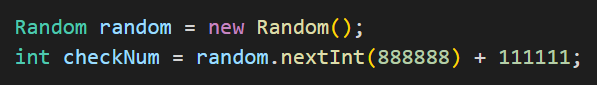 Random random = new Random();
int checkNum = random.nextInt(888888) + 111111;